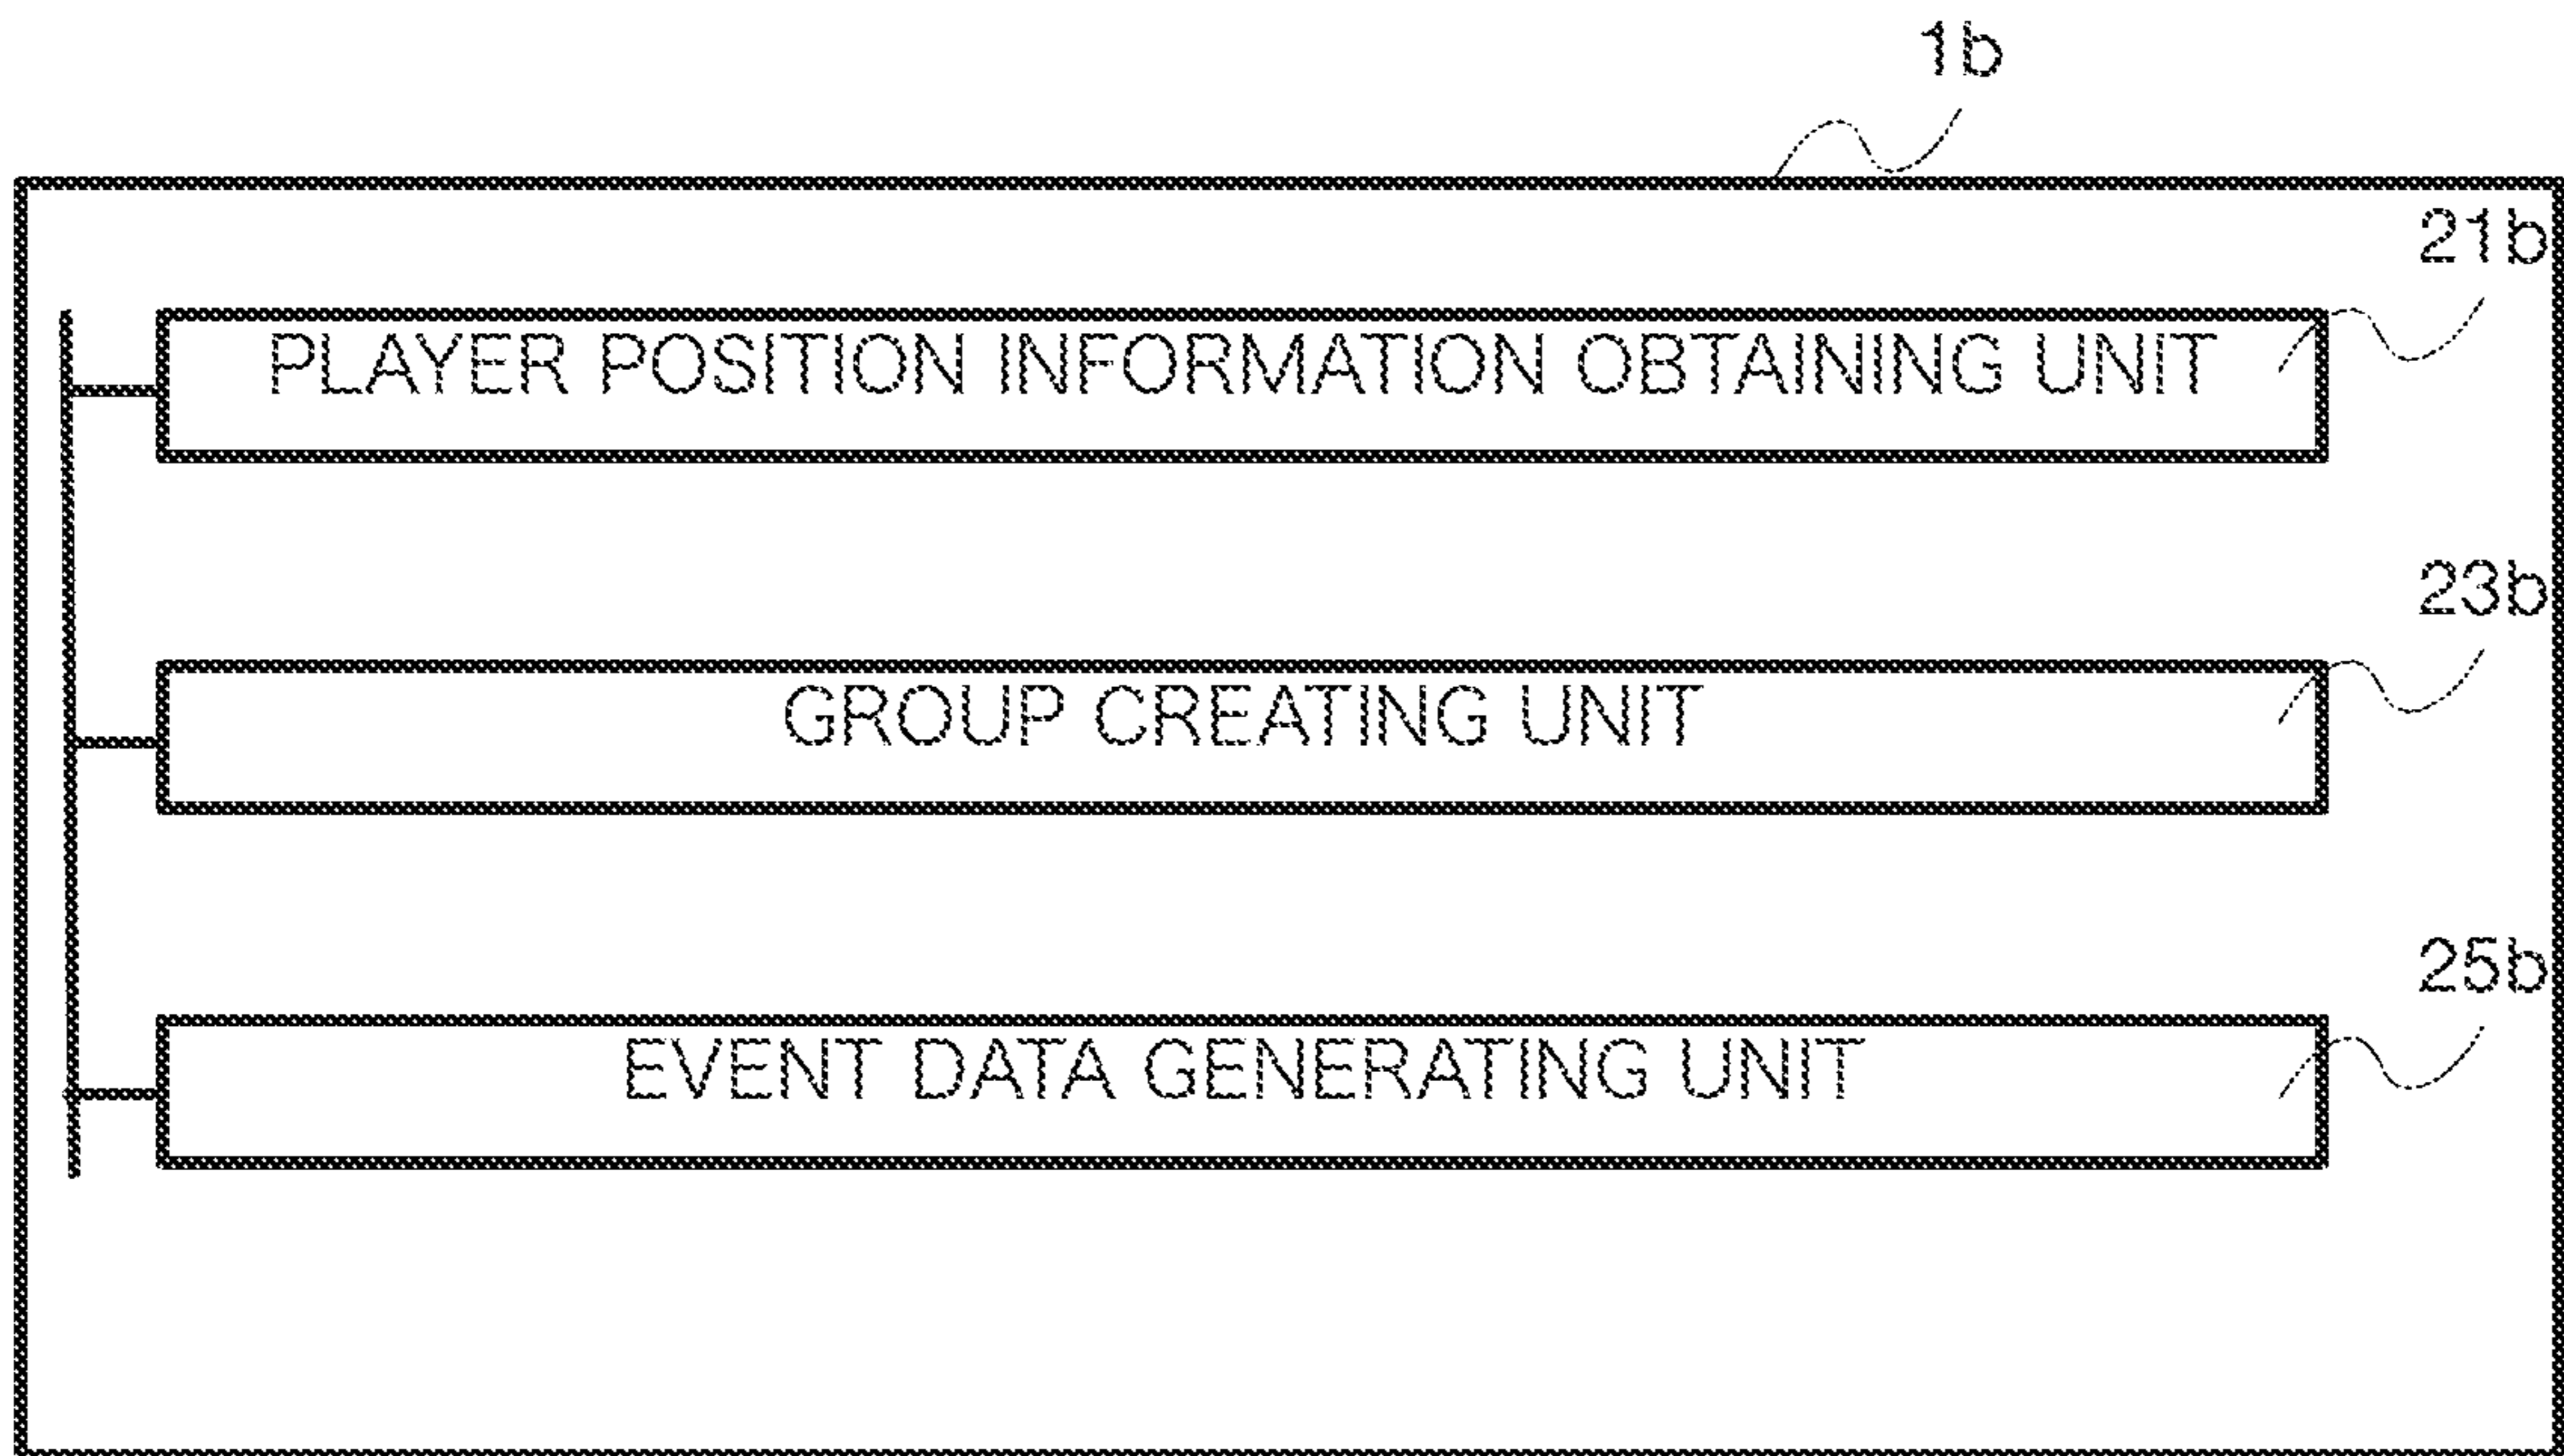 1b
21b
PLAYER POSITION INFORMATION OBTAINING UNIT
23b
GROUP CREATING UNIT
25b
EVENT DATA GENERATING UNIT